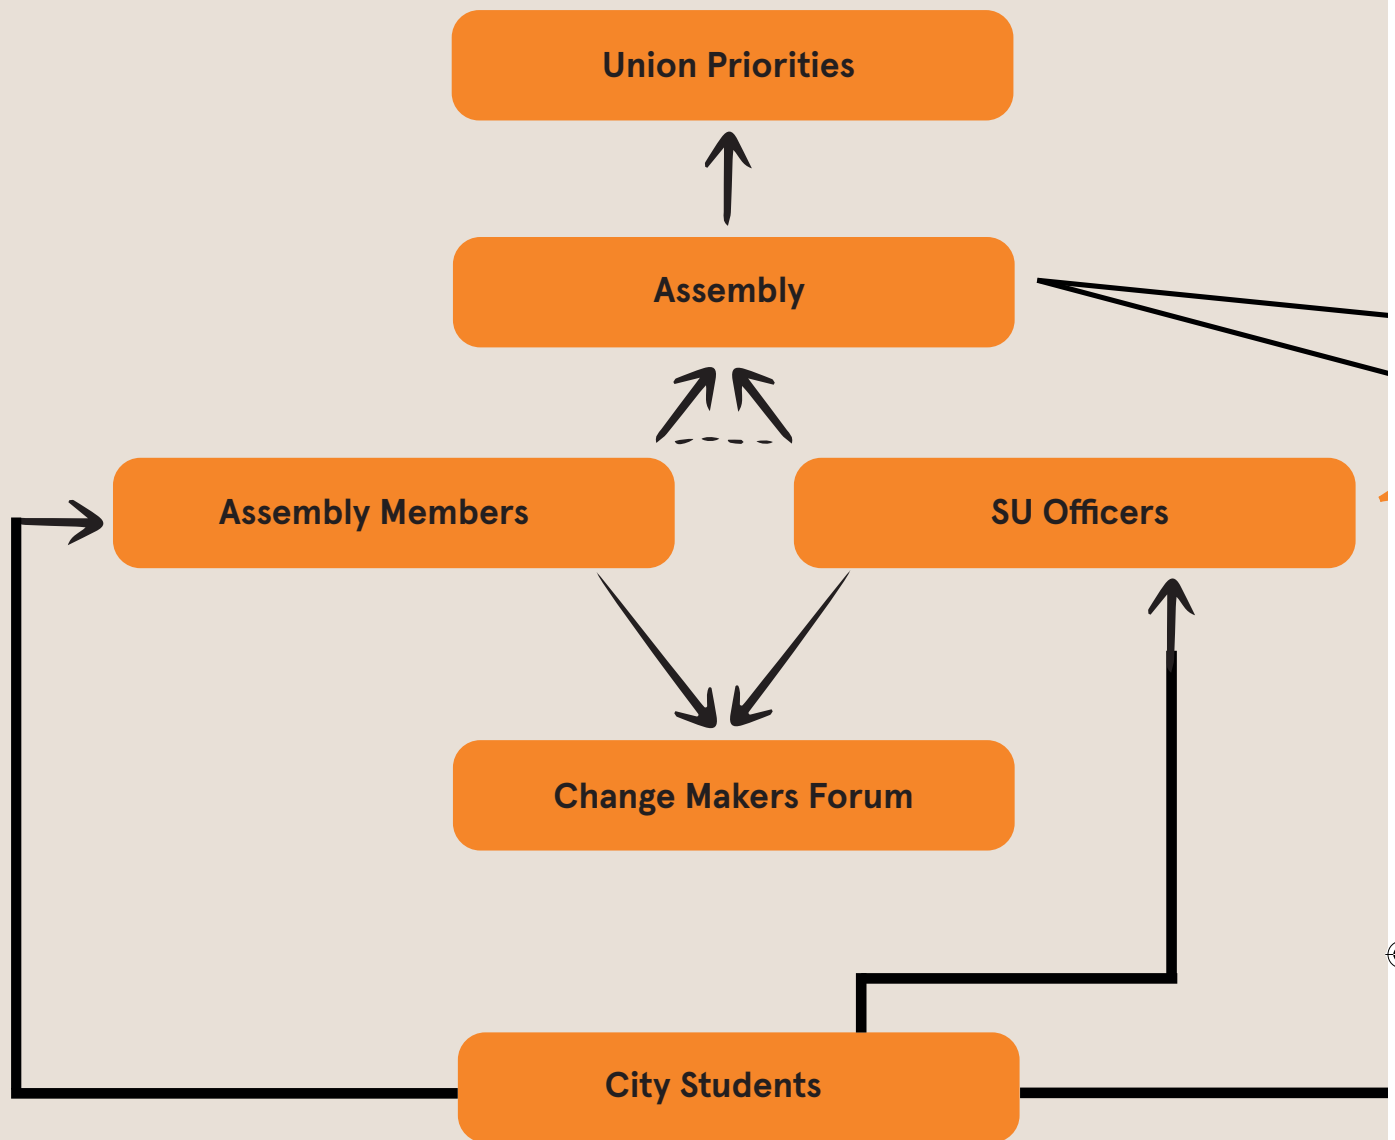 Union Priorities
Assembly
Assembly Members
SU Officers
Change Makers Forum
City Students